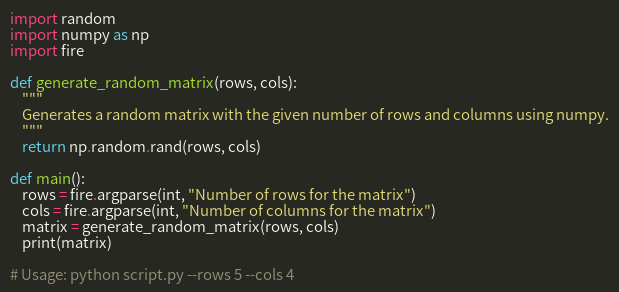 import random
import numpy as np
import fire

def generate_random_matrix(rows, cols):
    """
    Generates a random matrix with the given number of rows and columns using numpy.
    """
    return np.random.rand(rows, cols)

def main():
    rows = fire.argparse(int, "Number of rows for the matrix")
    cols = fire.argparse(int, "Number of columns for the matrix")
    matrix = generate_random_matrix(rows, cols)
    print(matrix)

# Usage: python script.py --rows 5 --cols 4